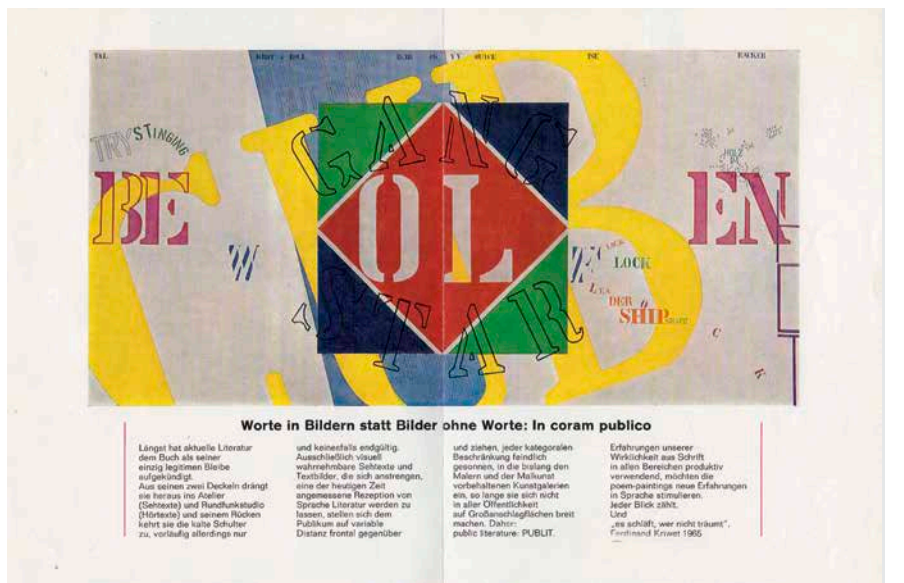 TRY STINGING
BE
GANG
OL
STAR
EN
W
LOCK
DER
SHIP
C
K
Worte in Bildern statt Bilder ohne Worte: In coram publico
Längst hat aktuelle Literatur
dem Buch als seiner
einzig legitimen Bleibe
aufgekündigt.
Aus seinen zwei Deckeln drängt
sie heraus ins Atelier
(Sehtexte) und Rundfunkstudio
(Hörtexte) und seinem Rücken
kehrt sie die kalte Schulter
zu, vorläufig allerdings nur
und keinesfalls endgültig.
Ausschließlich visuell
wahrnehmbare Sehtexte und
Textbilder, die sich anstrengen,
eine der heutigen Zeit
angemessene Rezeption von
Sprache Literatur werden zu
lassen, stellen sich dem
Publikum auf variable
Distanz frontal gegenüber
und ziehen, jeder kategoralen
Beschränkung feindlich
gesonnen, in die bislang den
Malern und der Malkunst
vorbehaltenen Kunstgalerien
ein, so lange sie sich nicht
in aller Öffentlichkeit
auf Großanschlagflächen breit
machen. Daher:
public literature: PUBLIT.
Erfahrungen unserer
Wirklichkeit aus Schrift
in allen Bereichen produktiv
verwendend, möchten die
poem-paintings neue Erfahrungen
in Sprache stimulieren.
Jeder Blick zählt.
Und
„es schläft, wer nicht träumt".
Ferdinand Kriwet 1965